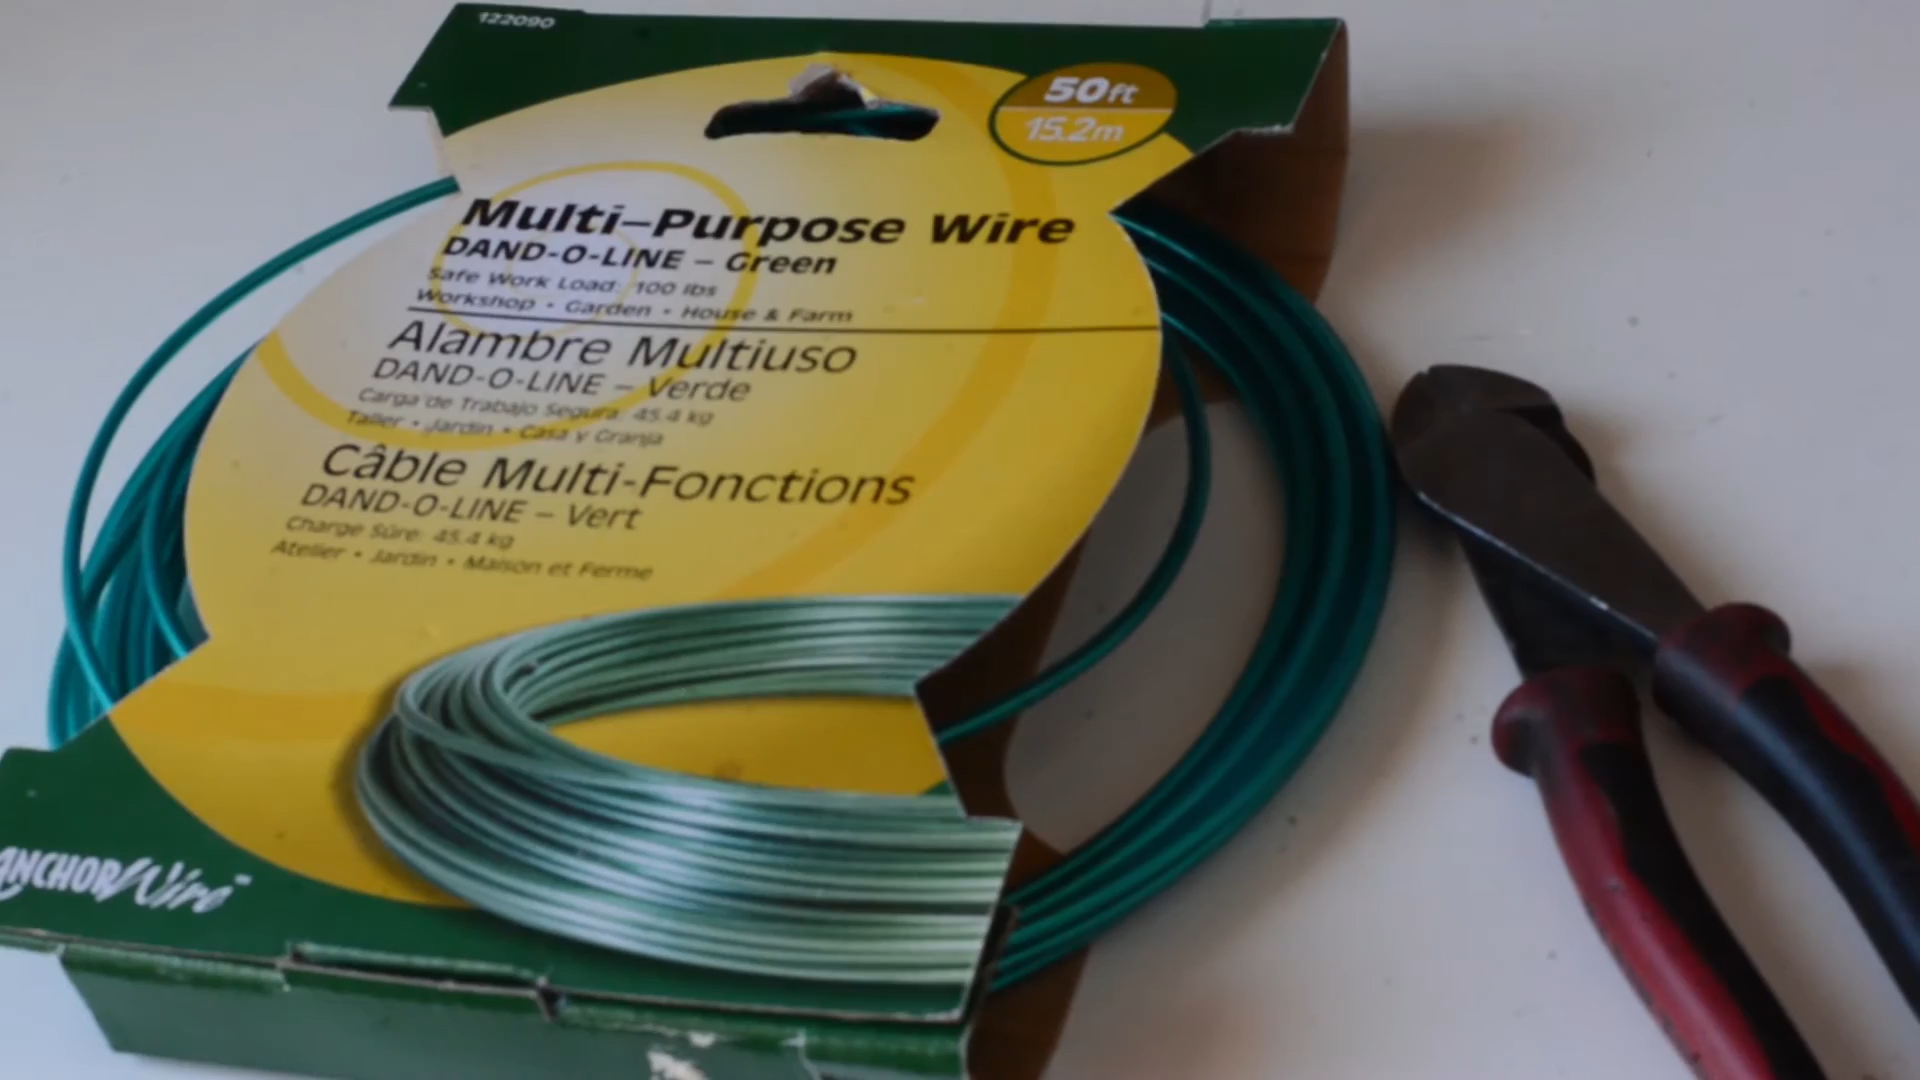 122090
50ft
15.2m
Multi-Purpose Wire
DAND-O-LINE – Green
Safe Work Load: 100 lbs
Workshop • Garden • House & Farm
Alambre Multiuso
DAND-O-LINE – Verde
Carga de Trabajo Segura: 45.4 kg
Taller • Jardin • Casa y Granja
Câble Multi-Fonctions
DAND-O-LINE – Vert
Charge Sûre: 45.4 kg
Atelier • Jardin • Maison et Ferme
ANCHOR Wire™